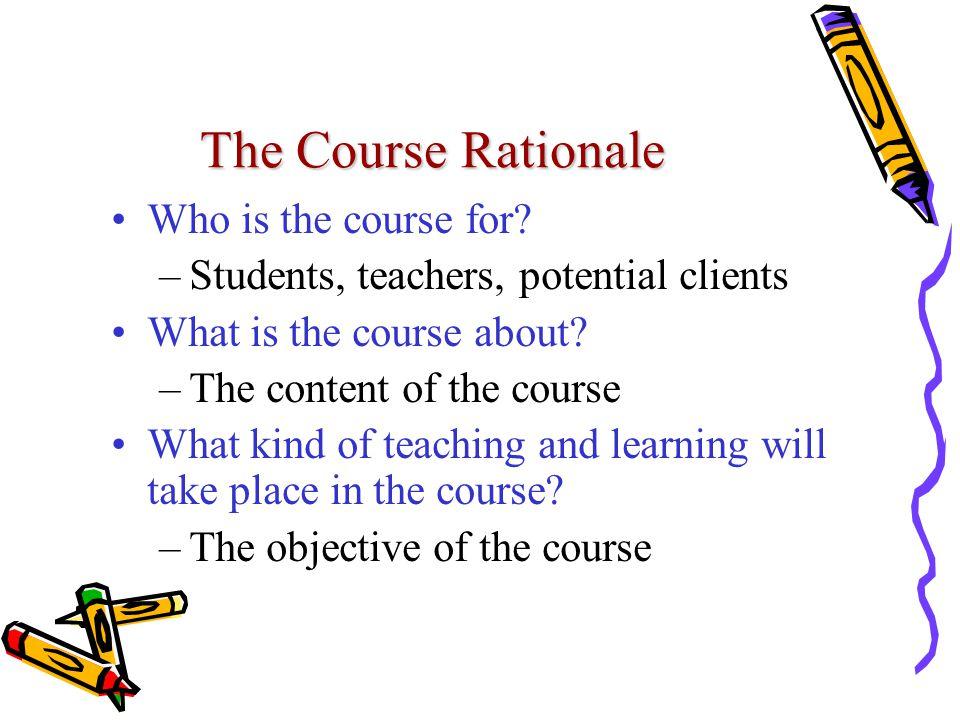 The Course Rationale
• Who is the course for?
–Students, teachers, potential clients
• What is the course about?
–The content of the course
• What kind of teaching and learning will
take place in the course?
–The objective of the course